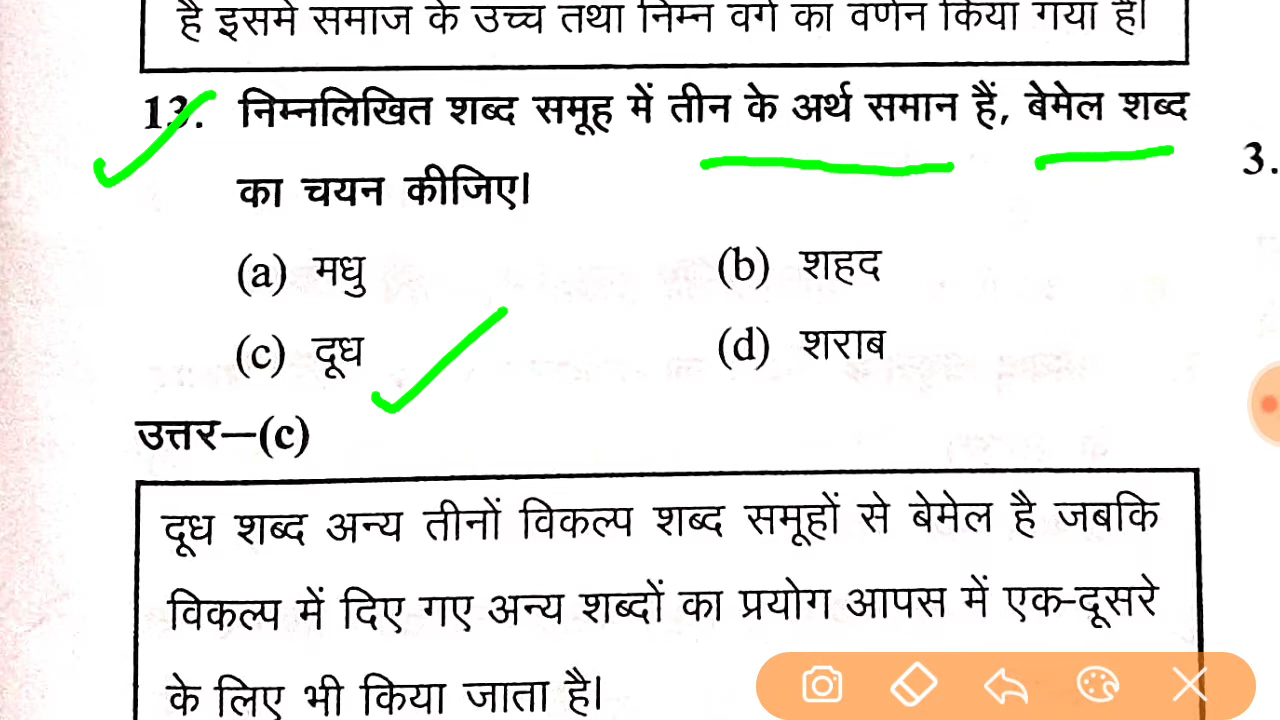 है इसमें समाज के उच्च तथा निम्न वर्ग का वर्णन किया गया है।
13. निम्नलिखित शब्द समूह में तीन के अर्थ समान हैं, बेमेल शब्द
का चयन कीजिए।
(a) मधु (b) शहद
(c) दूध (d) शराब
उत्तर–(c)
दूध शब्द अन्य तीनों विकल्प शब्द समूहों से बेमेल है जबकि
विकल्प में दिए गए अन्य शब्दों का प्रयोग आपस में एक-दूसरे
के लिए भी किया जाता है।
3.